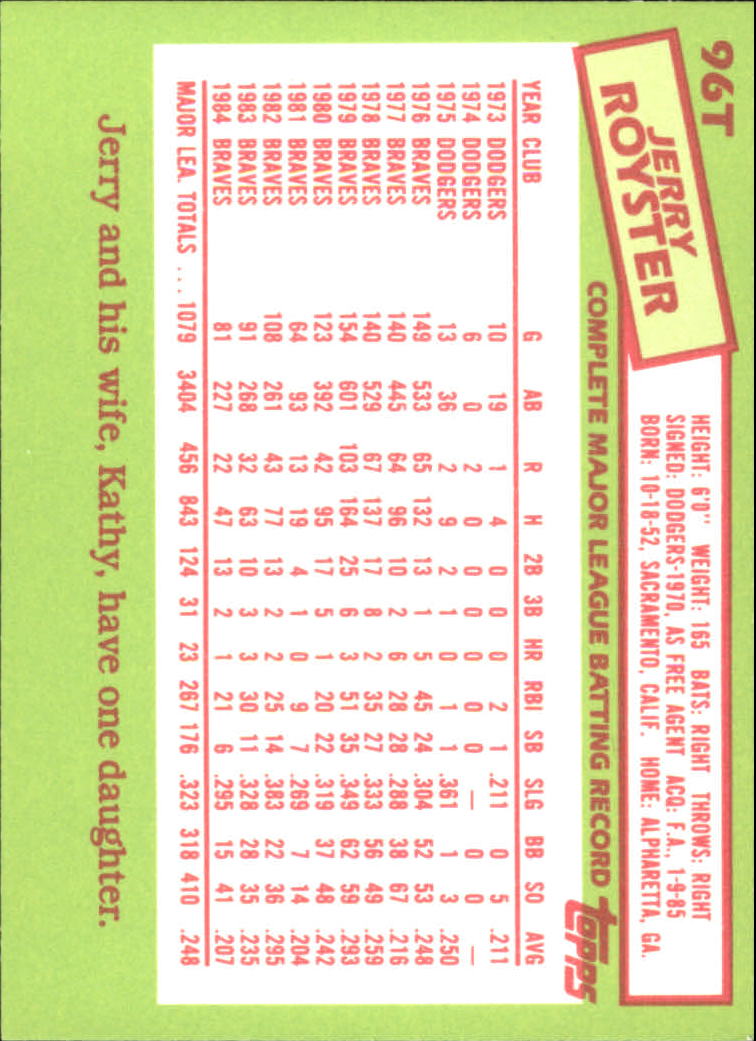 96T
JERRY
ROYSTER
HEIGHT: 6'0" WEIGHT: 165 BATS: RIGHT THROWS: RIGHT
SIGNED: DODGERS-1970, AS FREE AGENT ACQ: F.A., 1-9-85
BORN: 10-18-52, SACRAMENTO, CALIF. HOME: ALPHARETTA, GA.
COMPLETE MAJOR LEAGUE BATTING RECORD topps
YEAR CLUB G AB R H 2B 3B HR RBI SB SLG BB SO AVG
1973 DODGERS 10 19 1 4 0 0 0 2 1 .211 0 5 .211
1974 DODGERS 6 0 2 0 0 0 0 0 0 — 0 0 —
1975 DODGERS 13 36 2 9 2 1 0 1 1 .361 1 3 .250
1976 BRAVES 149 533 65 132 13 1 5 45 24 .304 52 53 .248
1977 BRAVES 140 445 64 96 10 2 6 28 28 .288 38 67 .216
1978 BRAVES 140 529 67 137 17 8 2 35 27 .333 56 49 .259
1979 BRAVES 154 601 103 164 25 6 3 51 35 .349 62 59 .293
1980 BRAVES 123 392 42 95 17 5 1 20 22 .319 37 48 .242
1981 BRAVES 64 93 13 19 4 1 0 9 7 .269 7 14 .204
1982 BRAVES 108 261 43 77 13 2 2 25 14 .383 22 36 .295
1983 BRAVES 91 268 32 63 10 3 3 30 11 .328 28 35 .235
1984 BRAVES 81 227 22 47 13 2 1 21 6 .295 15 41 .207
MAJOR LEA. TOTALS ... 1079 3404 456 843 124 31 23 267 176 .323 318 410 .248
Jerry and his wife, Kathy, have one daughter.